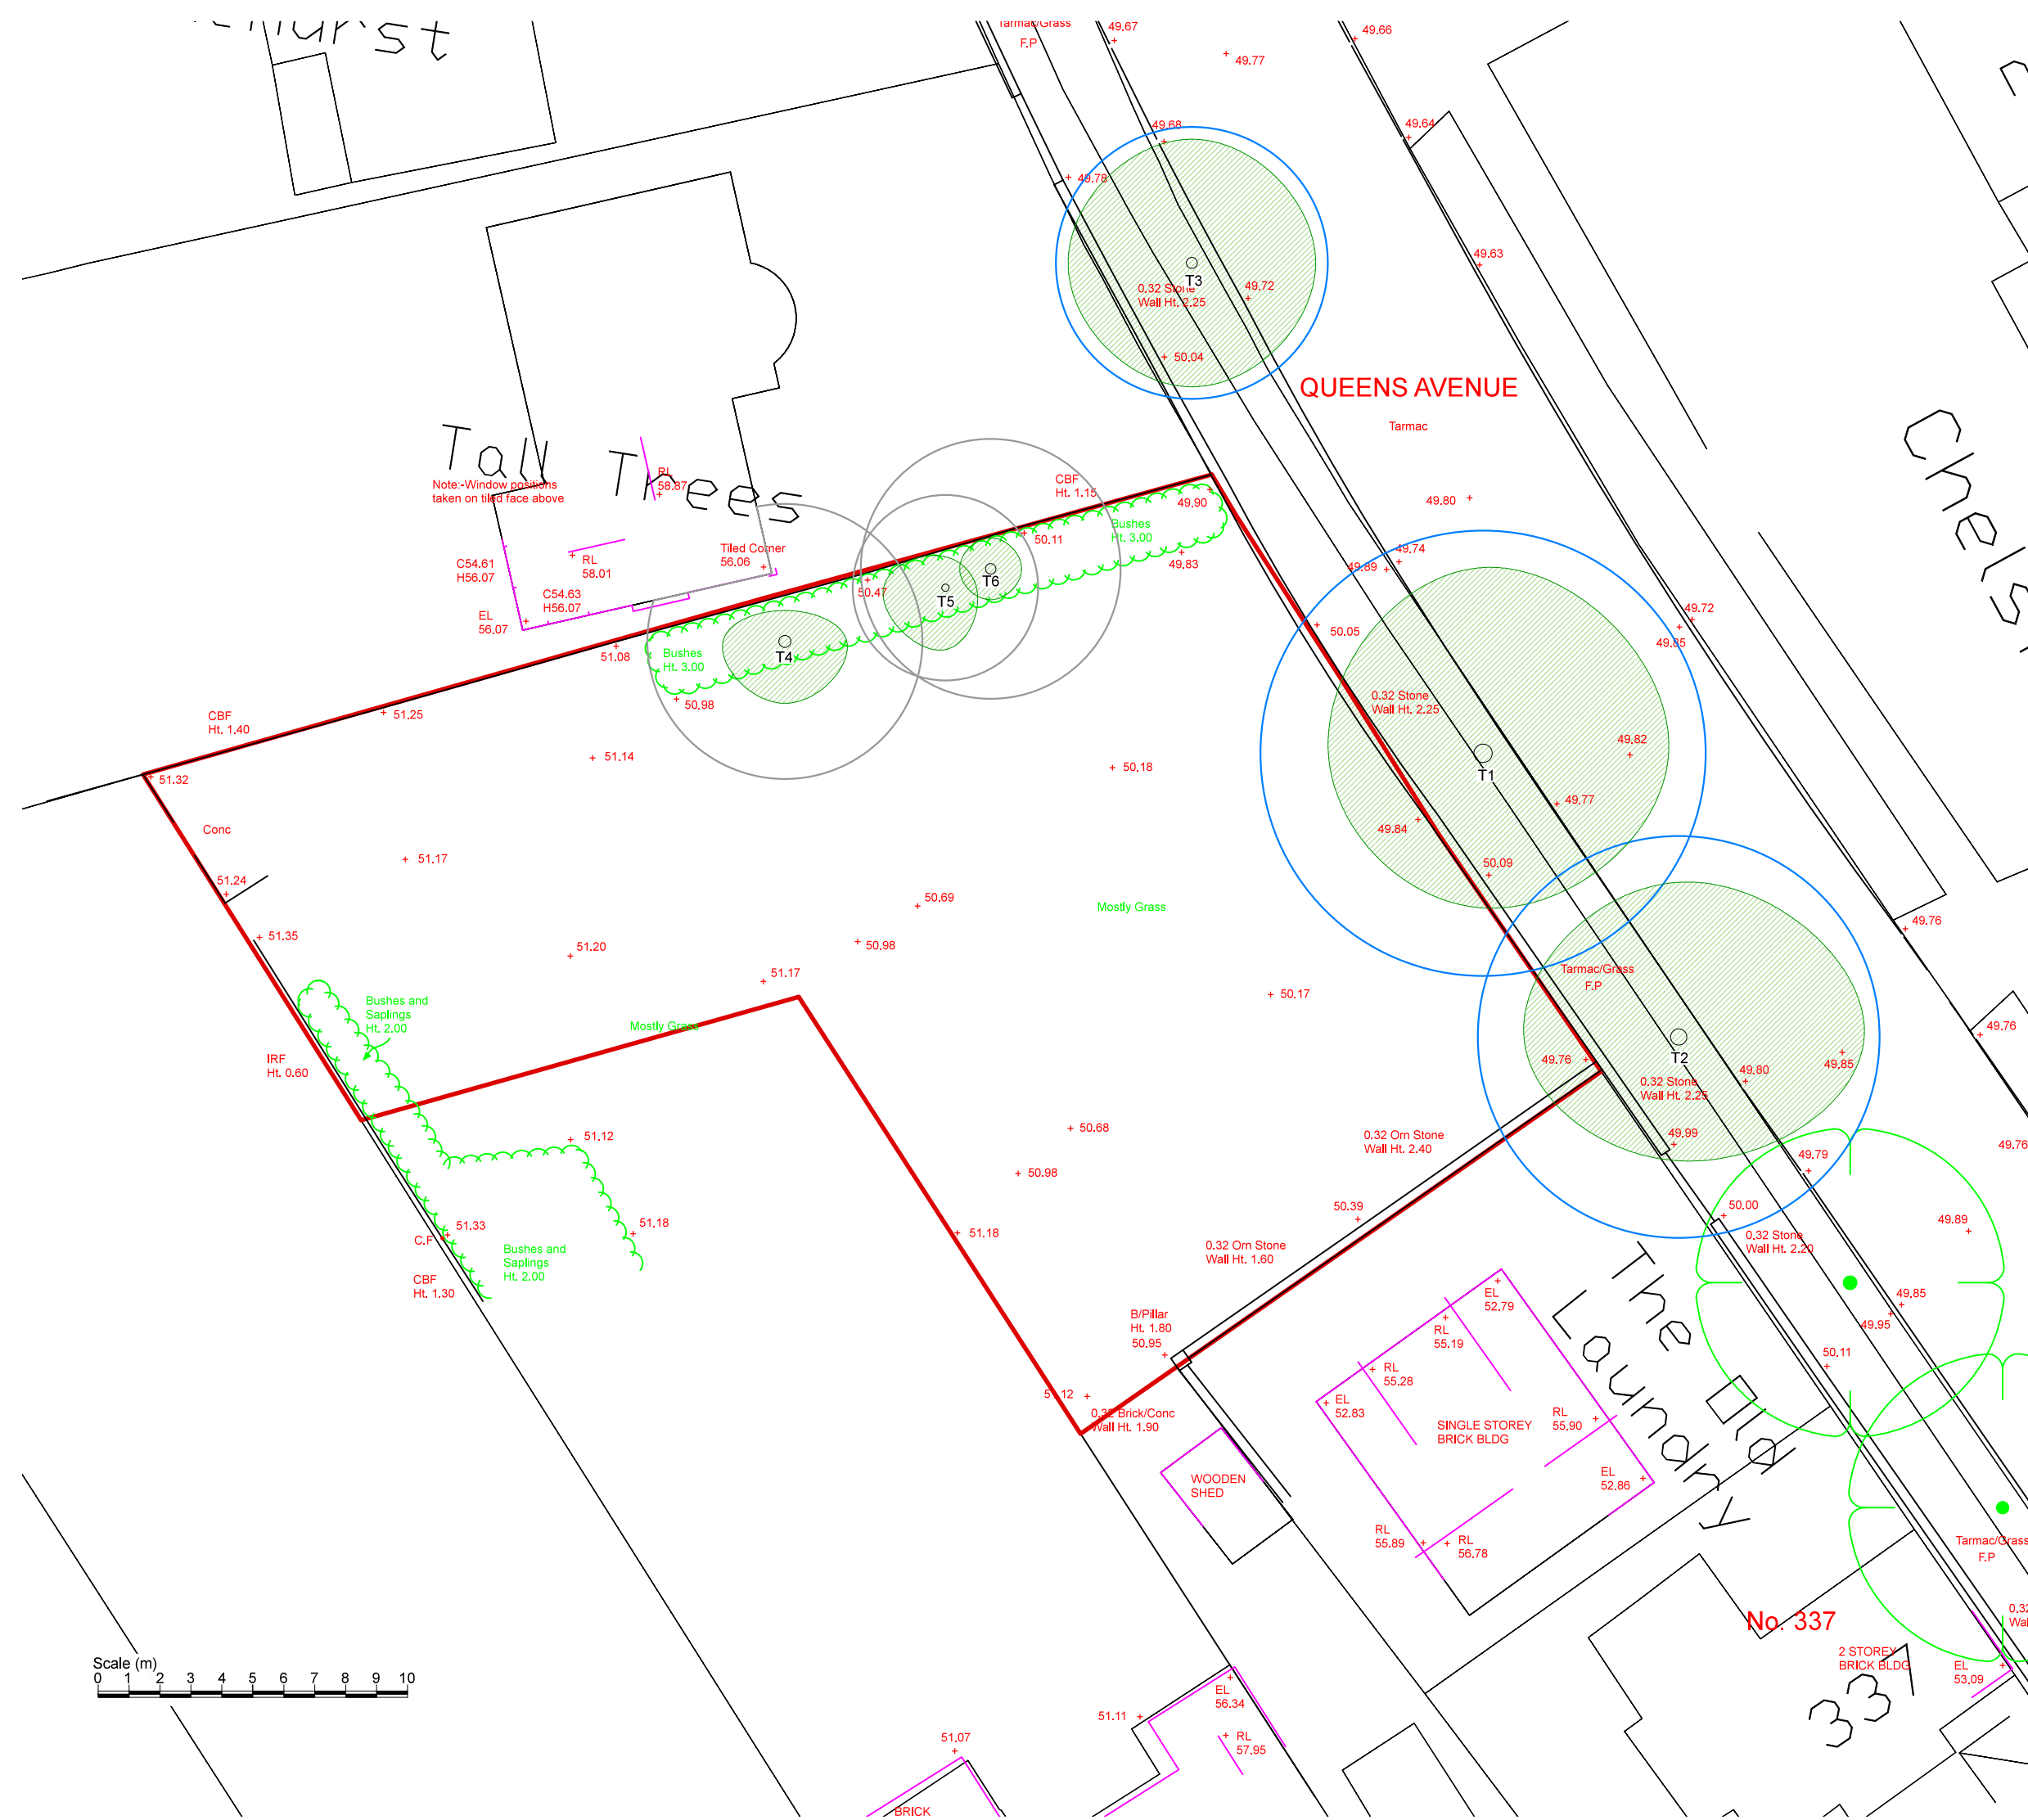 Tarmac/Grass
F.P
49.67
49.77
49.66
49.68
49.64
49.78
49.63
T3
0.32 Stone
Wall Ht. 2.25
49.72
50.04
QUEENS AVENUE
Tarmac
Tall Trees
Note:-Window positions
taken on tiled face above
RL
58.87
CBF
Ht. 1.15
49.90
49.80
Bushes
Ht. 3.00
50.11
49.83
49.74
49.89
Tiled Corner
56.06
RL
58.01
C54.61
H56.07
C54.63
H56.07
EL
56.07
50.47
T6
T5
T4
51.08
Bushes
Ht. 3.00
50.98
50.05
49.72
49.85
0.32 Stone
Wall Ht. 2.25
49.82
T1
49.77
CBF
Ht. 1.40
51.25
51.14
50.18
51.32
Conc
49.84
51.17
50.09
51.24
50.69
Mostly Grass
49.76
51.35
51.20
50.98
51.17
50.17
Tarmac/Grass
F.P
Bushes and
Saplings
Ht. 2.00
Mostly Grass
49.76
IRF
Ht. 0.60
49.76
T2
49.85
49.80
0.32 Stone
Wall Ht. 2.25
51.12
50.68
0.32 Orn Stone
Wall Ht. 2.40
49.99
49.79
49.76
50.98
51.18
51.33
C.F
51.18
50.39
50.00
49.89
0.32 Stone
Wall Ht. 2.20
Bushes and
Saplings
Ht. 2.00
0.32 Orn Stone
Wall Ht. 1.60
CBF
Ht. 1.30
EL
52.79
49.85
49.95
B/Pillar
Ht. 1.80
50.95
RL
55.19
The Old
Laundry
50.11
RL
55.28
51.12
EL
52.83
0.32 Brick/Conc
Wall Ht. 1.90
SINGLE STOREY
BRICK BLDG
RL
55.90
WOODEN
SHED
EL
52.86
RL
55.89
RL
56.78
Tarmac/Grass
F.P
No. 337
2 STOREY
BRICK BLDG
EL
53.09
337
Scale (m)
0 1 2 3 4 5 6 7 8 9 10
EL
56.34
51.11
51.07
RL
57.95
BRICK